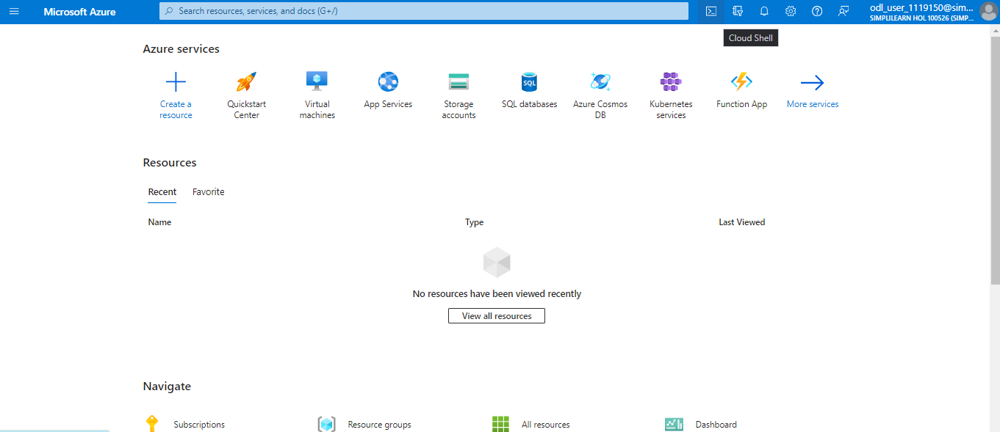 Microsoft Azure
Search resources, services, and docs (G+/)
odl_user_1119150@sim...
SIMPLILEARN HOL 100526 (SIMP...
Cloud Shell
Azure services
Create a
resource
Quickstart
Center
Virtual
machines
App Services
Storage
accounts
SQL
SQL databases
Azure Cosmos
DB
Kubernetes
services
Function App
More services
Resources
Recent
Favorite
Name
Type
Last Viewed
No resources have been viewed recently
View all resources
Navigate
Subscriptions
Resource groups
All resources
Dashboard